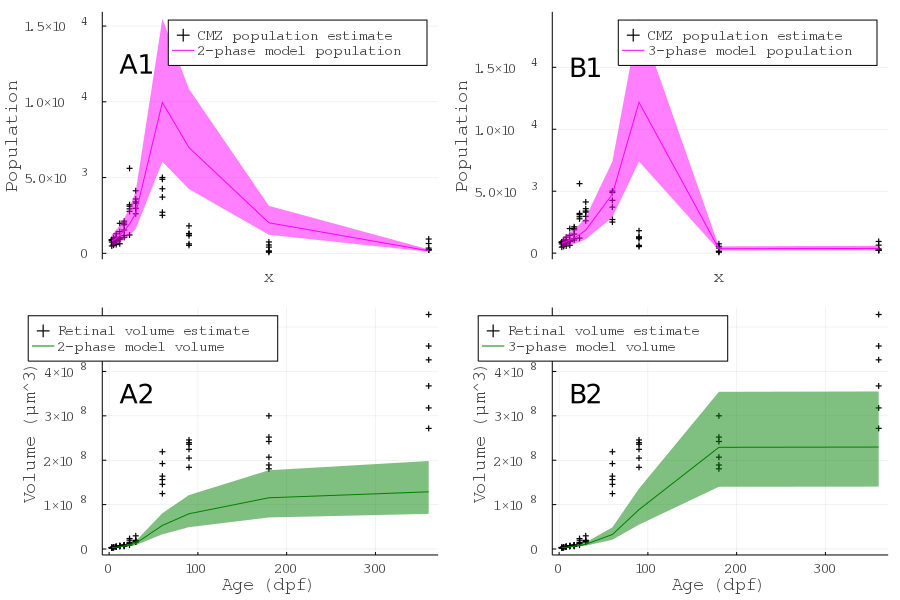 CMZ population estimate
2-phase model population
A1
1.5×10 4
1.0×10 4
5.0×10 3
0
Population
x
CMZ population estimate
3-phase model population
B1
1.5×10 4
1.0×10 4
5.0×10 3
0
Population
x
Retinal volume estimate
2-phase model volume
A2
4×10 8
3×10 8
2×10 8
1×10 8
0
Volume (μm^3)
0 100 200 300
Age (dpf)
Retinal volume estimate
3-phase model volume
B2
4×10 8
3×10 8
2×10 8
1×10 8
0
Volume (μm^3)
0 100 200 300
Age (dpf)